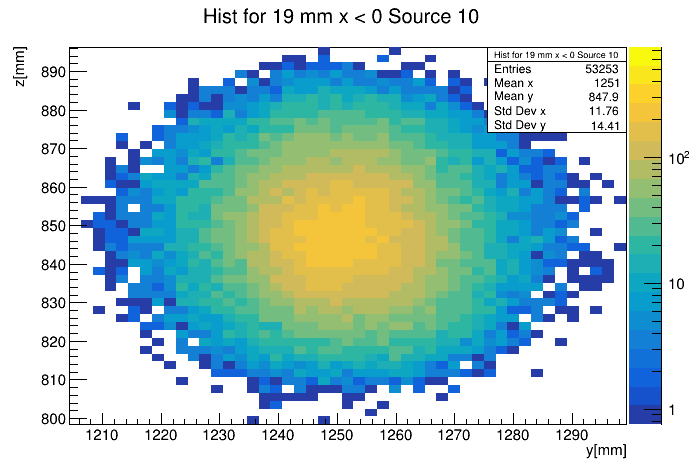 Hist for 19 mm x < 0 Source 10
z[mm]
Hist for 19 mm x < 0 Source 10
Entries 53253
Mean x 1251
Mean y 847.9
Std Dev x 11.76
Std Dev y 14.41
890
880
870
860
850
840
830
820
810
800
10²
10
1
1210 1220 1230 1240 1250 1260 1270 1280 1290
y[mm]